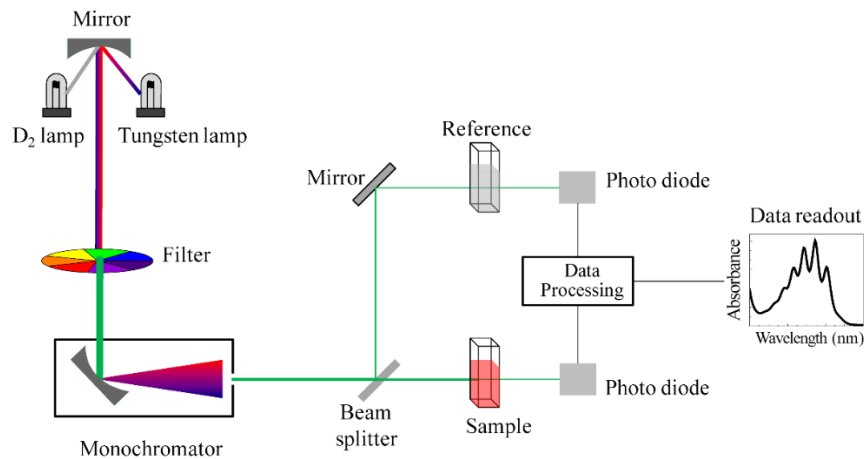 Mirror
D₂ lamp
Tungsten lamp
Filter
Monochromator
Mirror
Beam
splitter
Reference
Sample
Photo diode
Data
Processing
Photo diode
Data readout
Absorbance
Wavelength (nm)